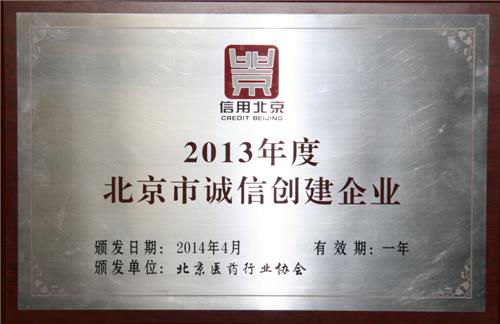 信用北京
CREDIT BEIJING
2013年度
北京市诚信创建企业
颁发日期：2014年4月 有效期：一年
颁发单位：北京医药行业协会